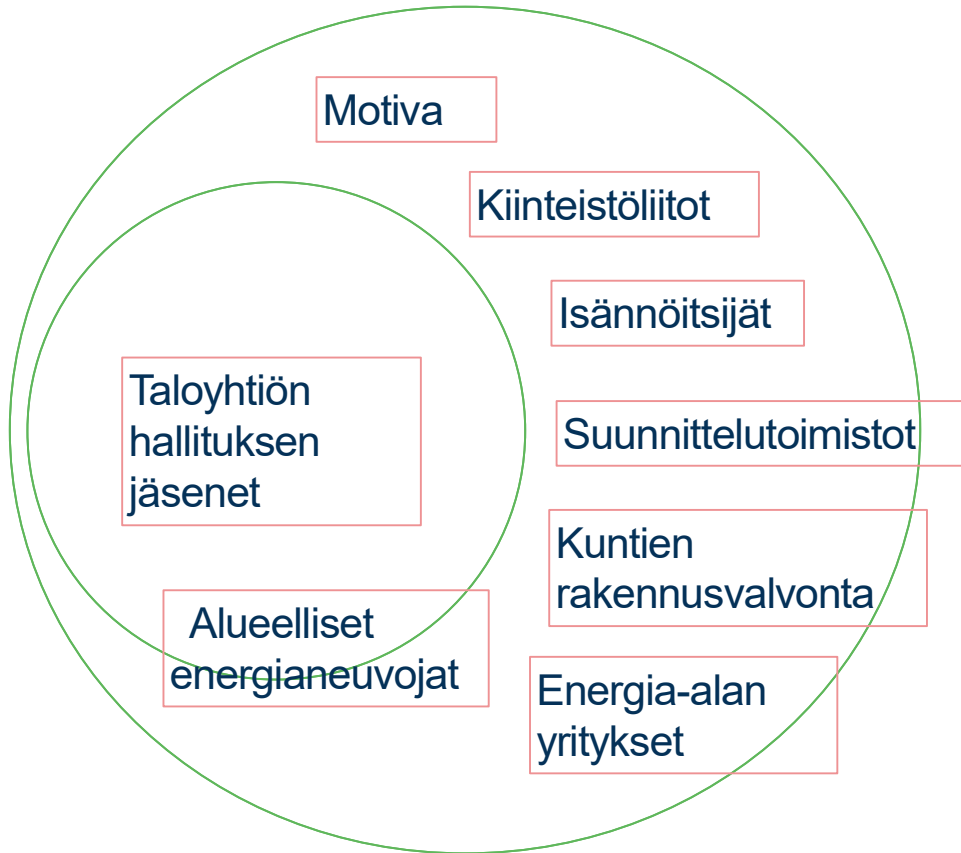 Motiva
Kiinteistöliitot
Isännöitsijät
Taloyhtiön
hallituksen
jäsenet
Suunnittelutoimistot
Kuntien
rakennusvalvonta
Alueelliset
energianeuvojat
Energia-alan
yritykset